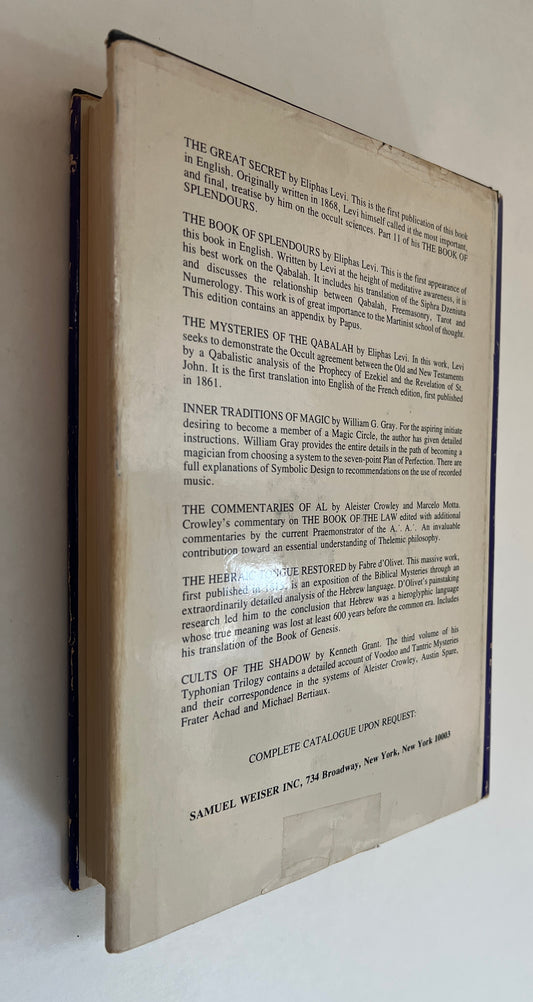 THE GREAT SECRET by Eliphas Levi. This is the first publication of this book
in English. Originally written in 1868, Levi himself called it the most important,
and final, treatise by him on the occult sciences. Part 11 of his THE BOOK OF
SPLENDOURS.
THE BOOK OF SPLENDOURS by Eliphas Levi. This is the first appearance of
this book in English. Written by Levi at the height of meditative awareness, it is
his best work on the Qabalah. It includes his translation of the Siphra Dzeniuta
and discusses the relationship between Qabalah, Freemasonry, Tarot and
Numerology. This work is of great importance to the Martinist school of thought.
This edition contains an appendix by Papus.
THE MYSTERIES OF THE QABALAH by Eliphas Levi. In this work, Levi
seeks to demonstrate the Occult agreement between the Old and New Testaments
by a Qabalistic analysis of the Prophecy of Ezekiel and the Revelation of St.
John. It is the first translation into English of the French edition, first published
in 1861.
INNER TRADITIONS OF MAGIC by William G. Gray. For the aspiring initiate
desiring to become a member of a Magic Circle, the author has given detailed
instructions. William Gray provides the entire details in the path of becoming a
magician from choosing a system to the seven-point Plan of Perfection. There are
full explanations of Symbolic Design to recommendations on the use of recorded
music.
THE COMMENTARIES OF AL by Aleister Crowley and Marcelo Motta.
Crowley's commentary on THE BOOK OF THE LAW edited with additional
commentaries by the current Praemonstrator of the A.˙. A.˙. An invaluable
contribution toward an essential understanding of Thelemic philosophy.
THE HEBRAIC TONGUE RESTORED by Fabre d'Olivet. This massive work,
first published in is an exposition of the Biblical Mysteries through an
extraordinarily detailed analysis of the Hebrew language. D'Olivet's painstaking
research led him to the conclusion that Hebrew was a hieroglyphic language
whose true meaning was lost at least 600 years before the common era. Includes
his translation of the Book of Genesis.
CULTS OF THE SHADOW by Kenneth Grant. The third volume of his
Typhonian Trilogy contains a detailed account of Voodoo and Tantric Mysteries
and their correspondence in the systems of Aleister Crowley, Austin Spare,
Frater Achad and Michael Bertiaux.
COMPLETE CATALOGUE UPON REQUEST:
SAMUEL WEISER INC, 734 Broadway, New York, New York 10003